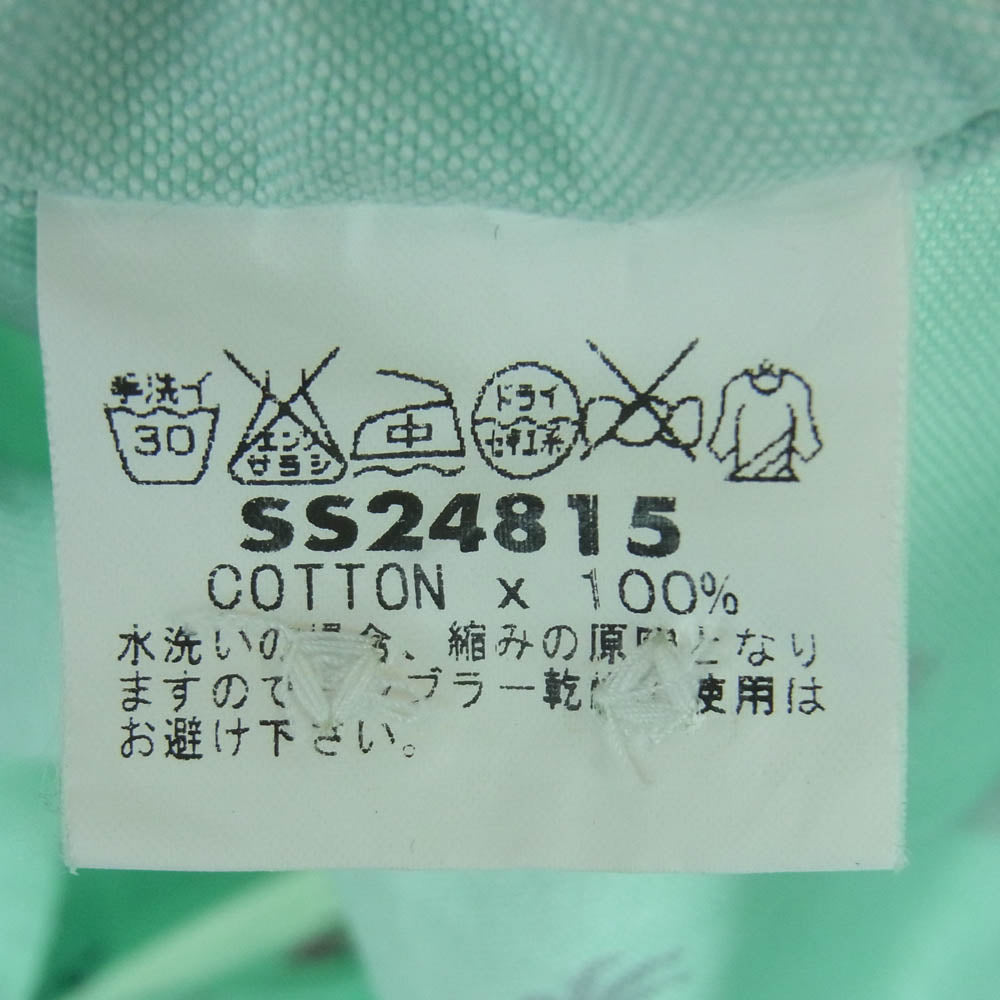 手洗イ 30 エンソサラシ 中 ドライ セキユ系
SS24815
COTTON x 100%
水洗いの場合、縮みの原因となり
ますので ンブラー乾 使用は
お避け下さい。